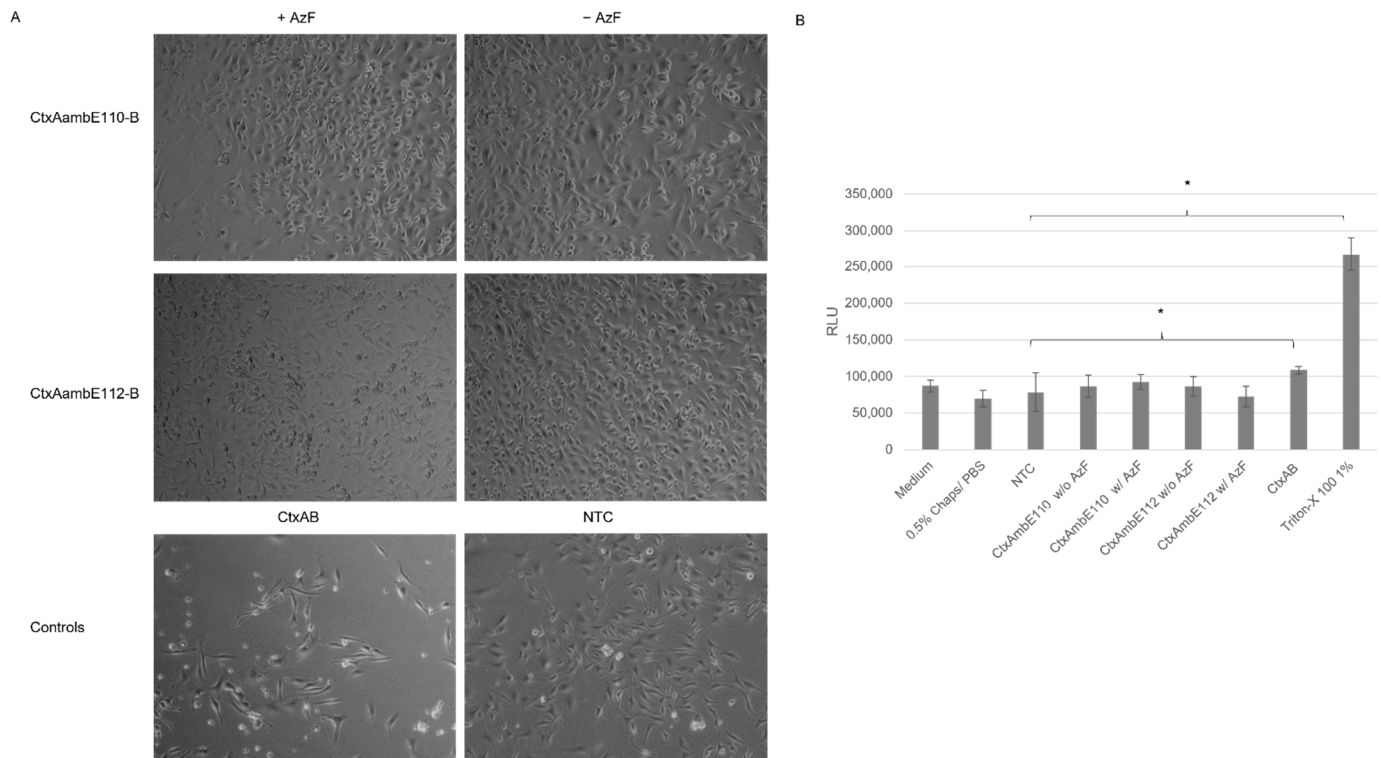 A
+ AzF
− AzF
CtxAambE110-B
CtxAambE112-B
CtxAB
NTC
Controls
B
350,000
300,000
250,000
200,000
150,000
100,000
50,000
0
RLU
*
*
Medium
0.5% Chaps/ PBS
NTC
CtxAmbE110 w/o AzF
CtxAmbE110 w/ AzF
CtxAmbE112 w/o AzF
CtxAmbE112 w/ AzF
CtxAB
Triton-X 100 1%